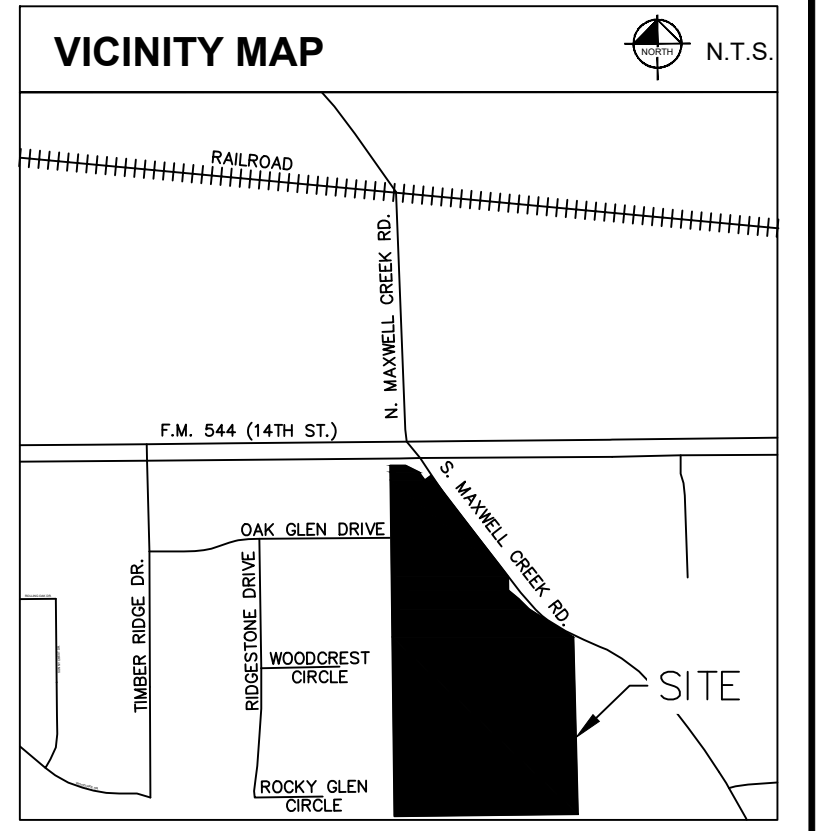 VICINITY MAP
NORTH
N.T.S.
RAILROAD
N. MAXWELL CREEK RD.
F.M. 544 (14TH ST.)
S. MAXWELL CREEK RD.
OAK GLEN DRIVE
TIMBER RIDGE DR.
RIDGESTONE DRIVE
WOODCREST
CIRCLE
SITE
ROCKY GLEN
CIRCLE